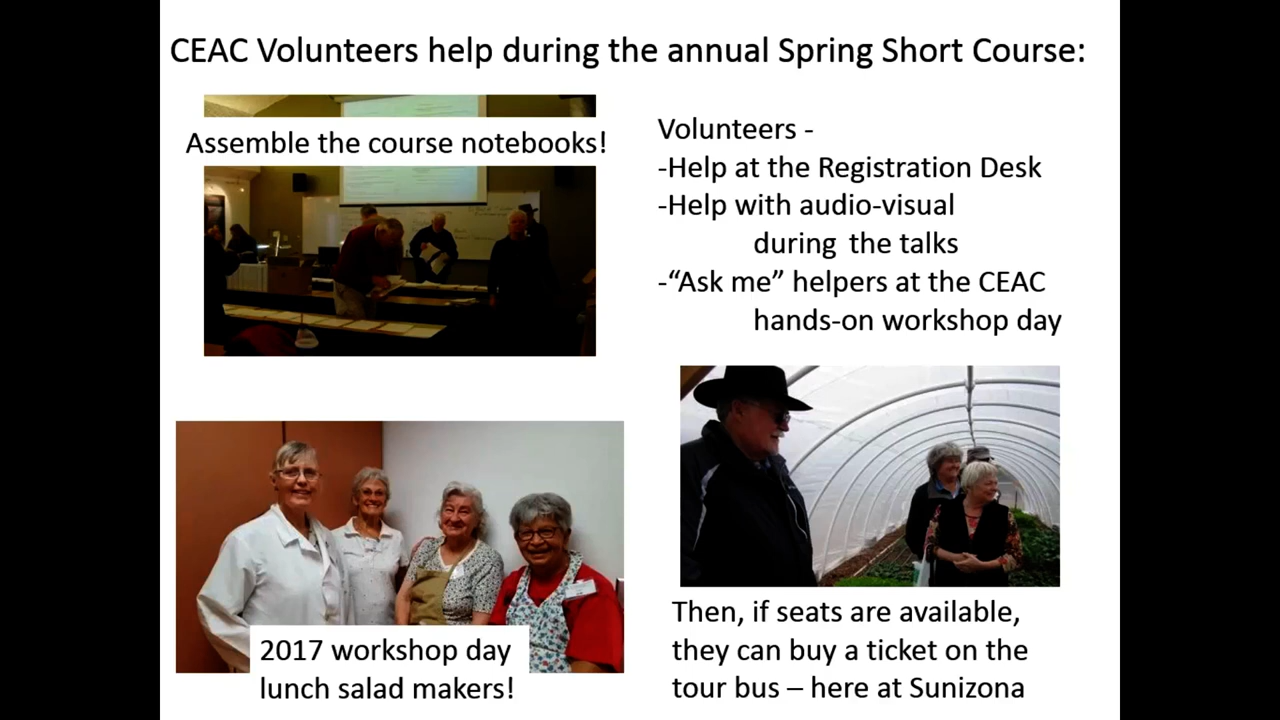 CEAC Volunteers help during the annual Spring Short Course:
Assemble the course notebooks!
Volunteers -
-Help at the Registration Desk
-Help with audio-visual
during the talks
-“Ask me” helpers at the CEAC
hands-on workshop day
2017 workshop day
lunch salad makers!
Then, if seats are available,
they can buy a ticket on the
tour bus – here at Sunizona